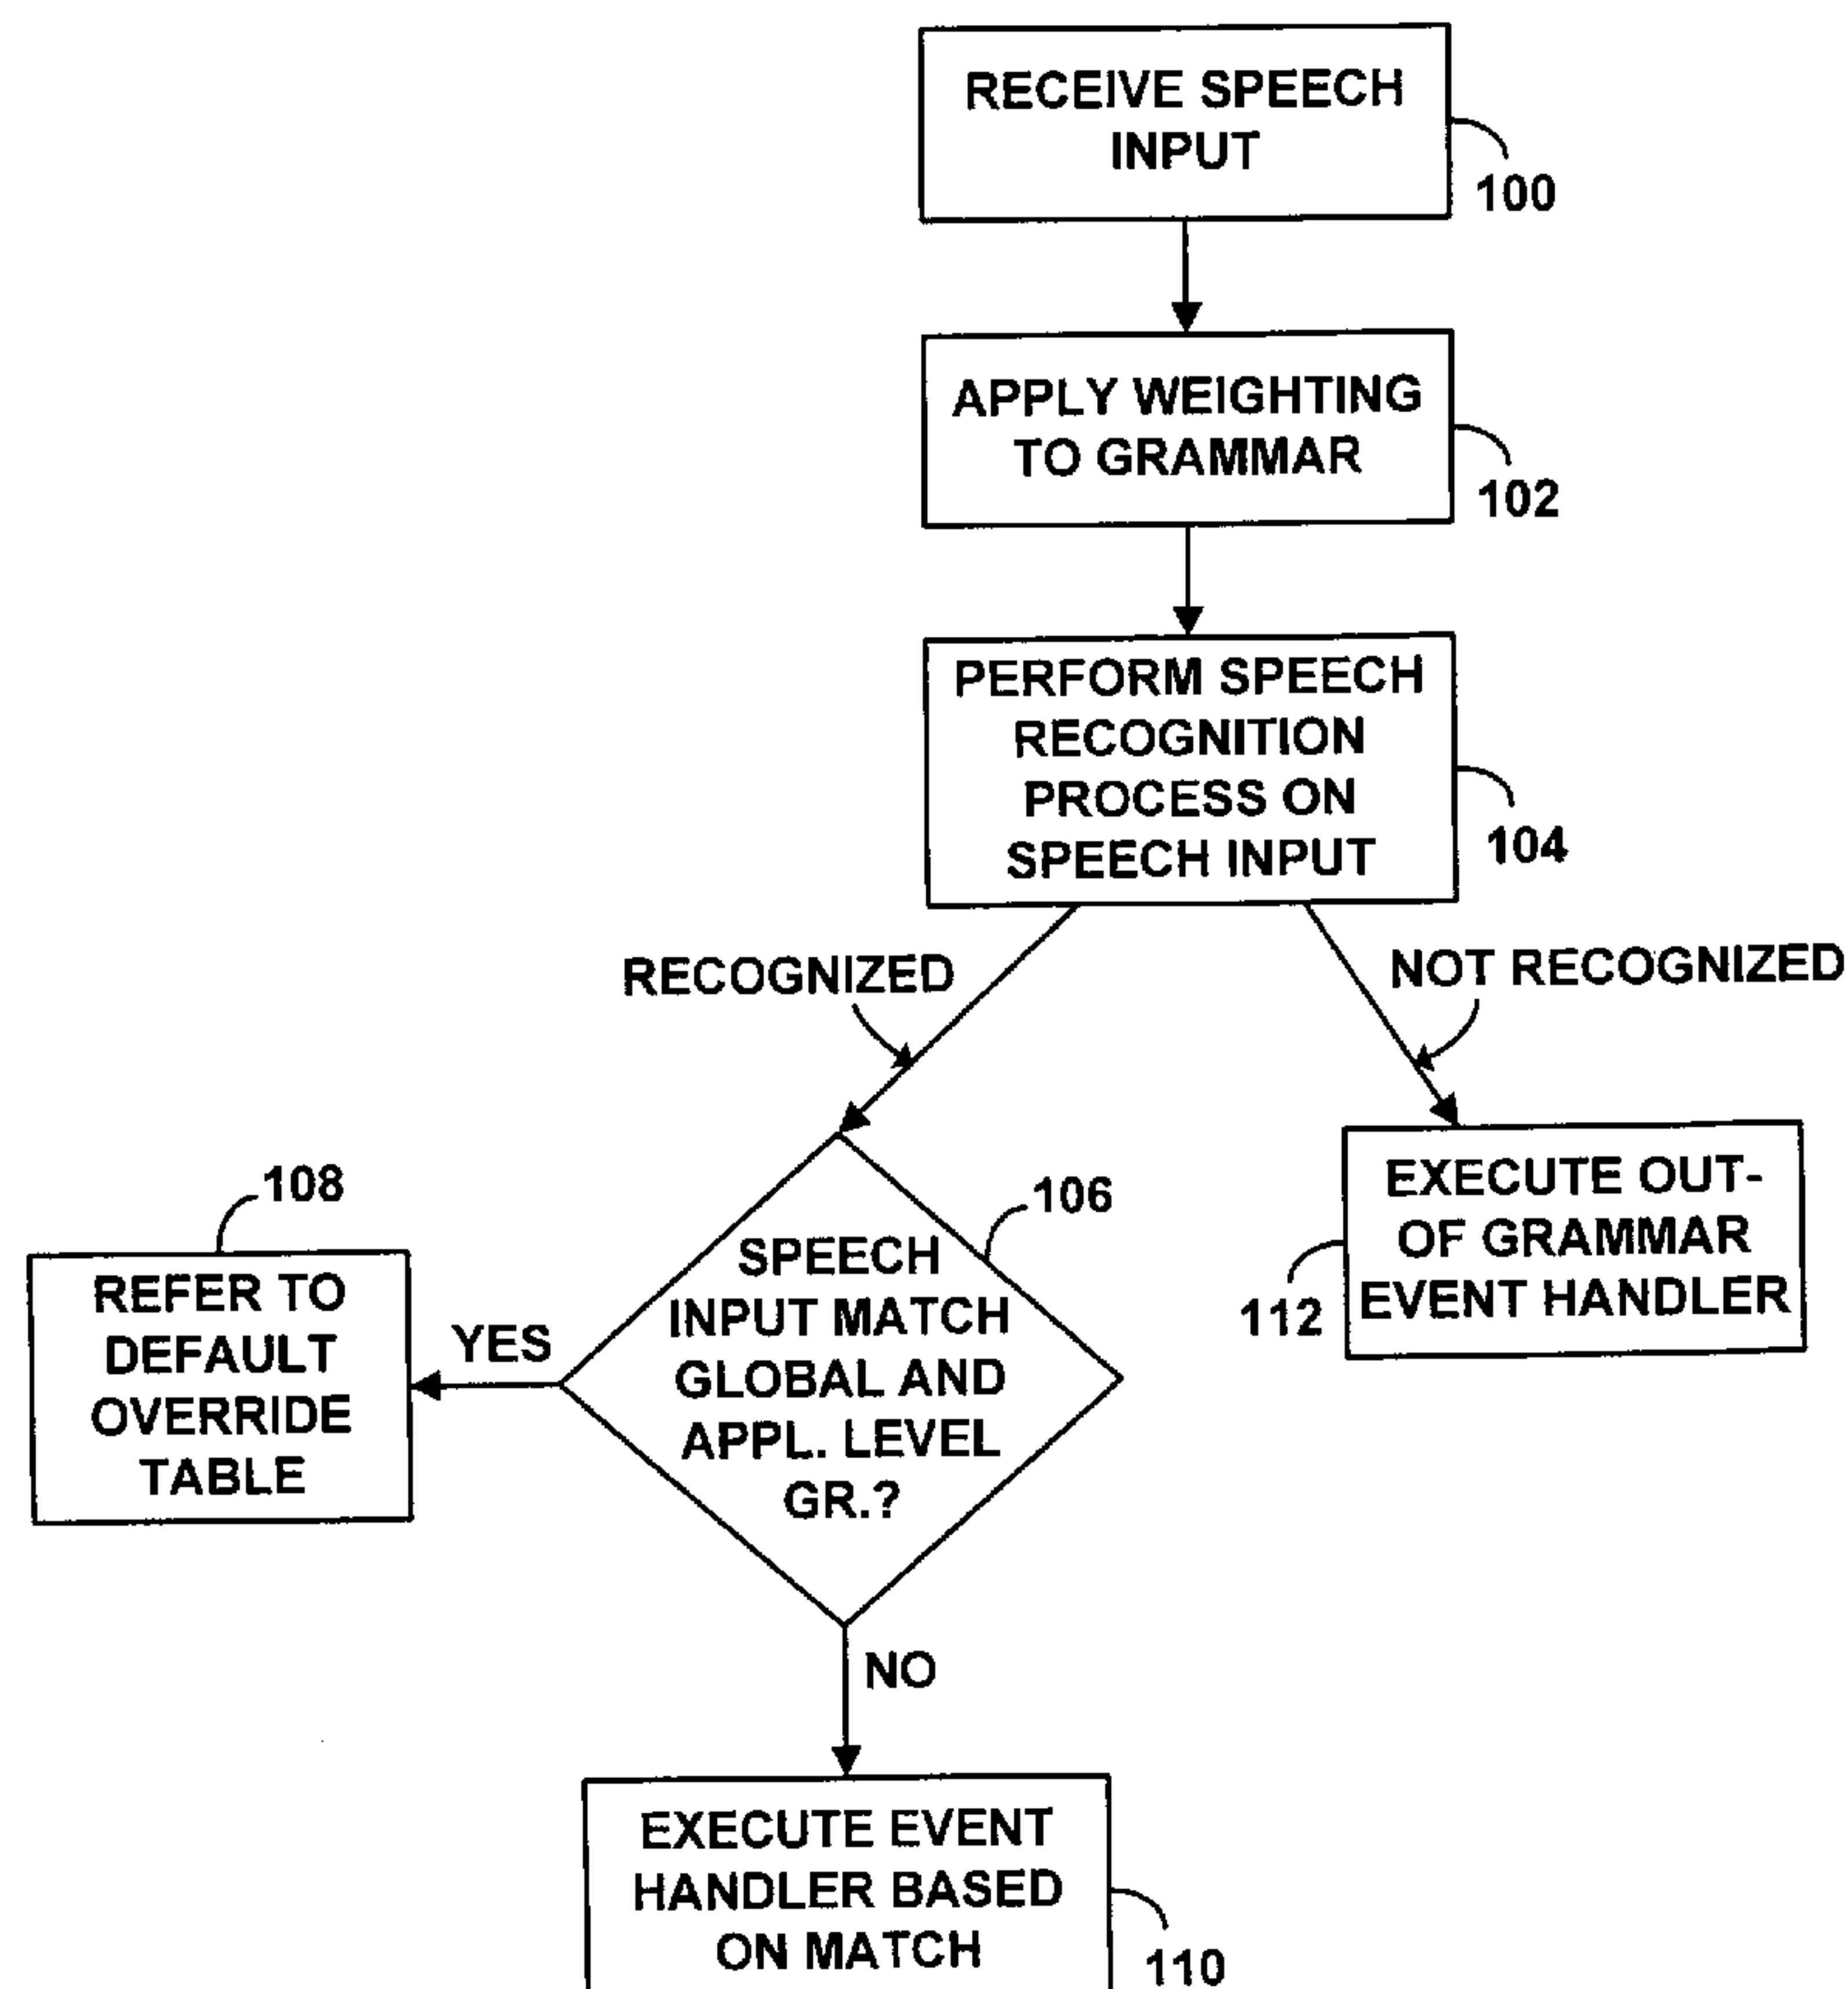 RECEIVE SPEECH
INPUT
100
APPLY WEIGHTING
TO GRAMMAR
102
PERFORM SPEECH
RECOGNITION
PROCESS ON
SPEECH INPUT
104
RECOGNIZED
NOT RECOGNIZED
108
REFER TO
DEFAULT
OVERRIDE
TABLE
YES
106
SPEECH
INPUT MATCH
GLOBAL AND
APPL. LEVEL
GR.?
EXECUTE OUT-
OF GRAMMAR
EVENT HANDLER
112
NO
EXECUTE EVENT
HANDLER BASED
ON MATCH
110